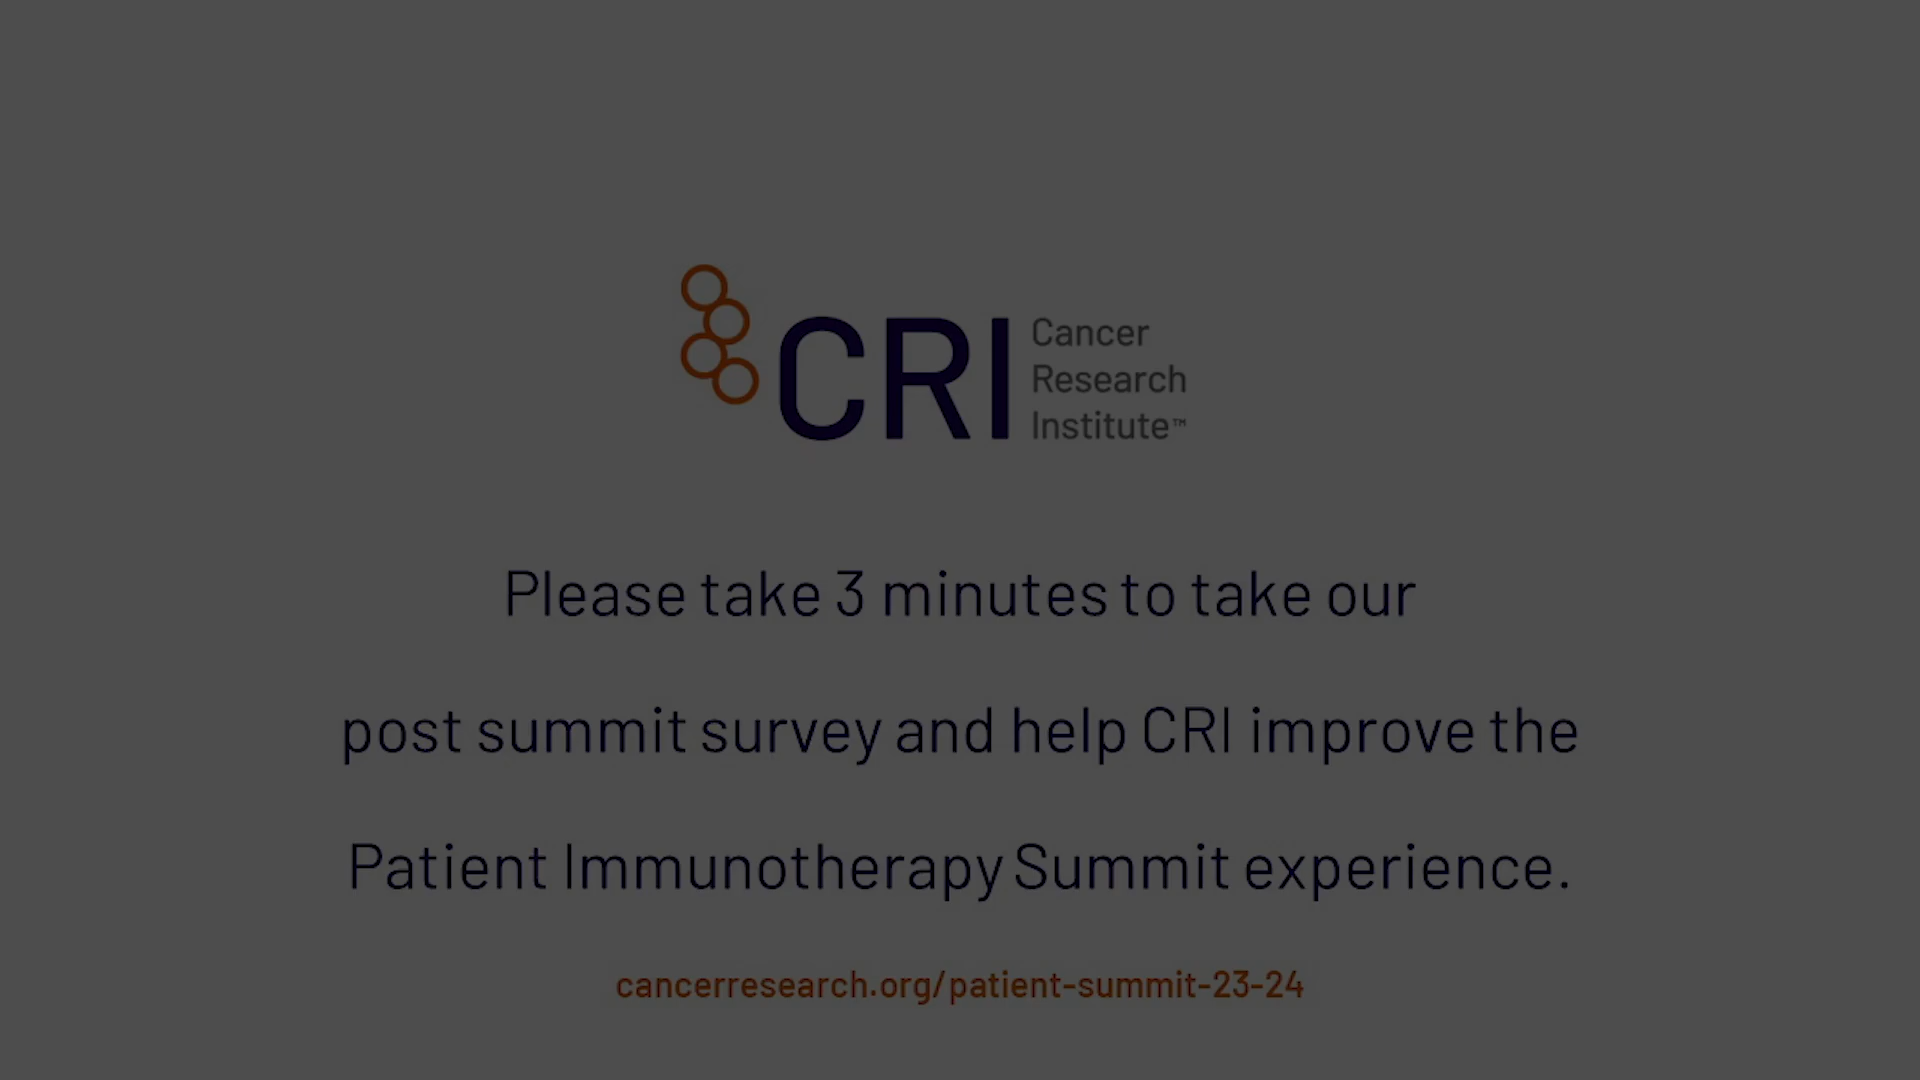 CRI
Cancer
Research
Institute™
Please take 3 minutes to take our
post summit survey and help CRI improve the
Patient Immunotherapy Summit experience.
cancerresearch.org/patient-summit-23-24